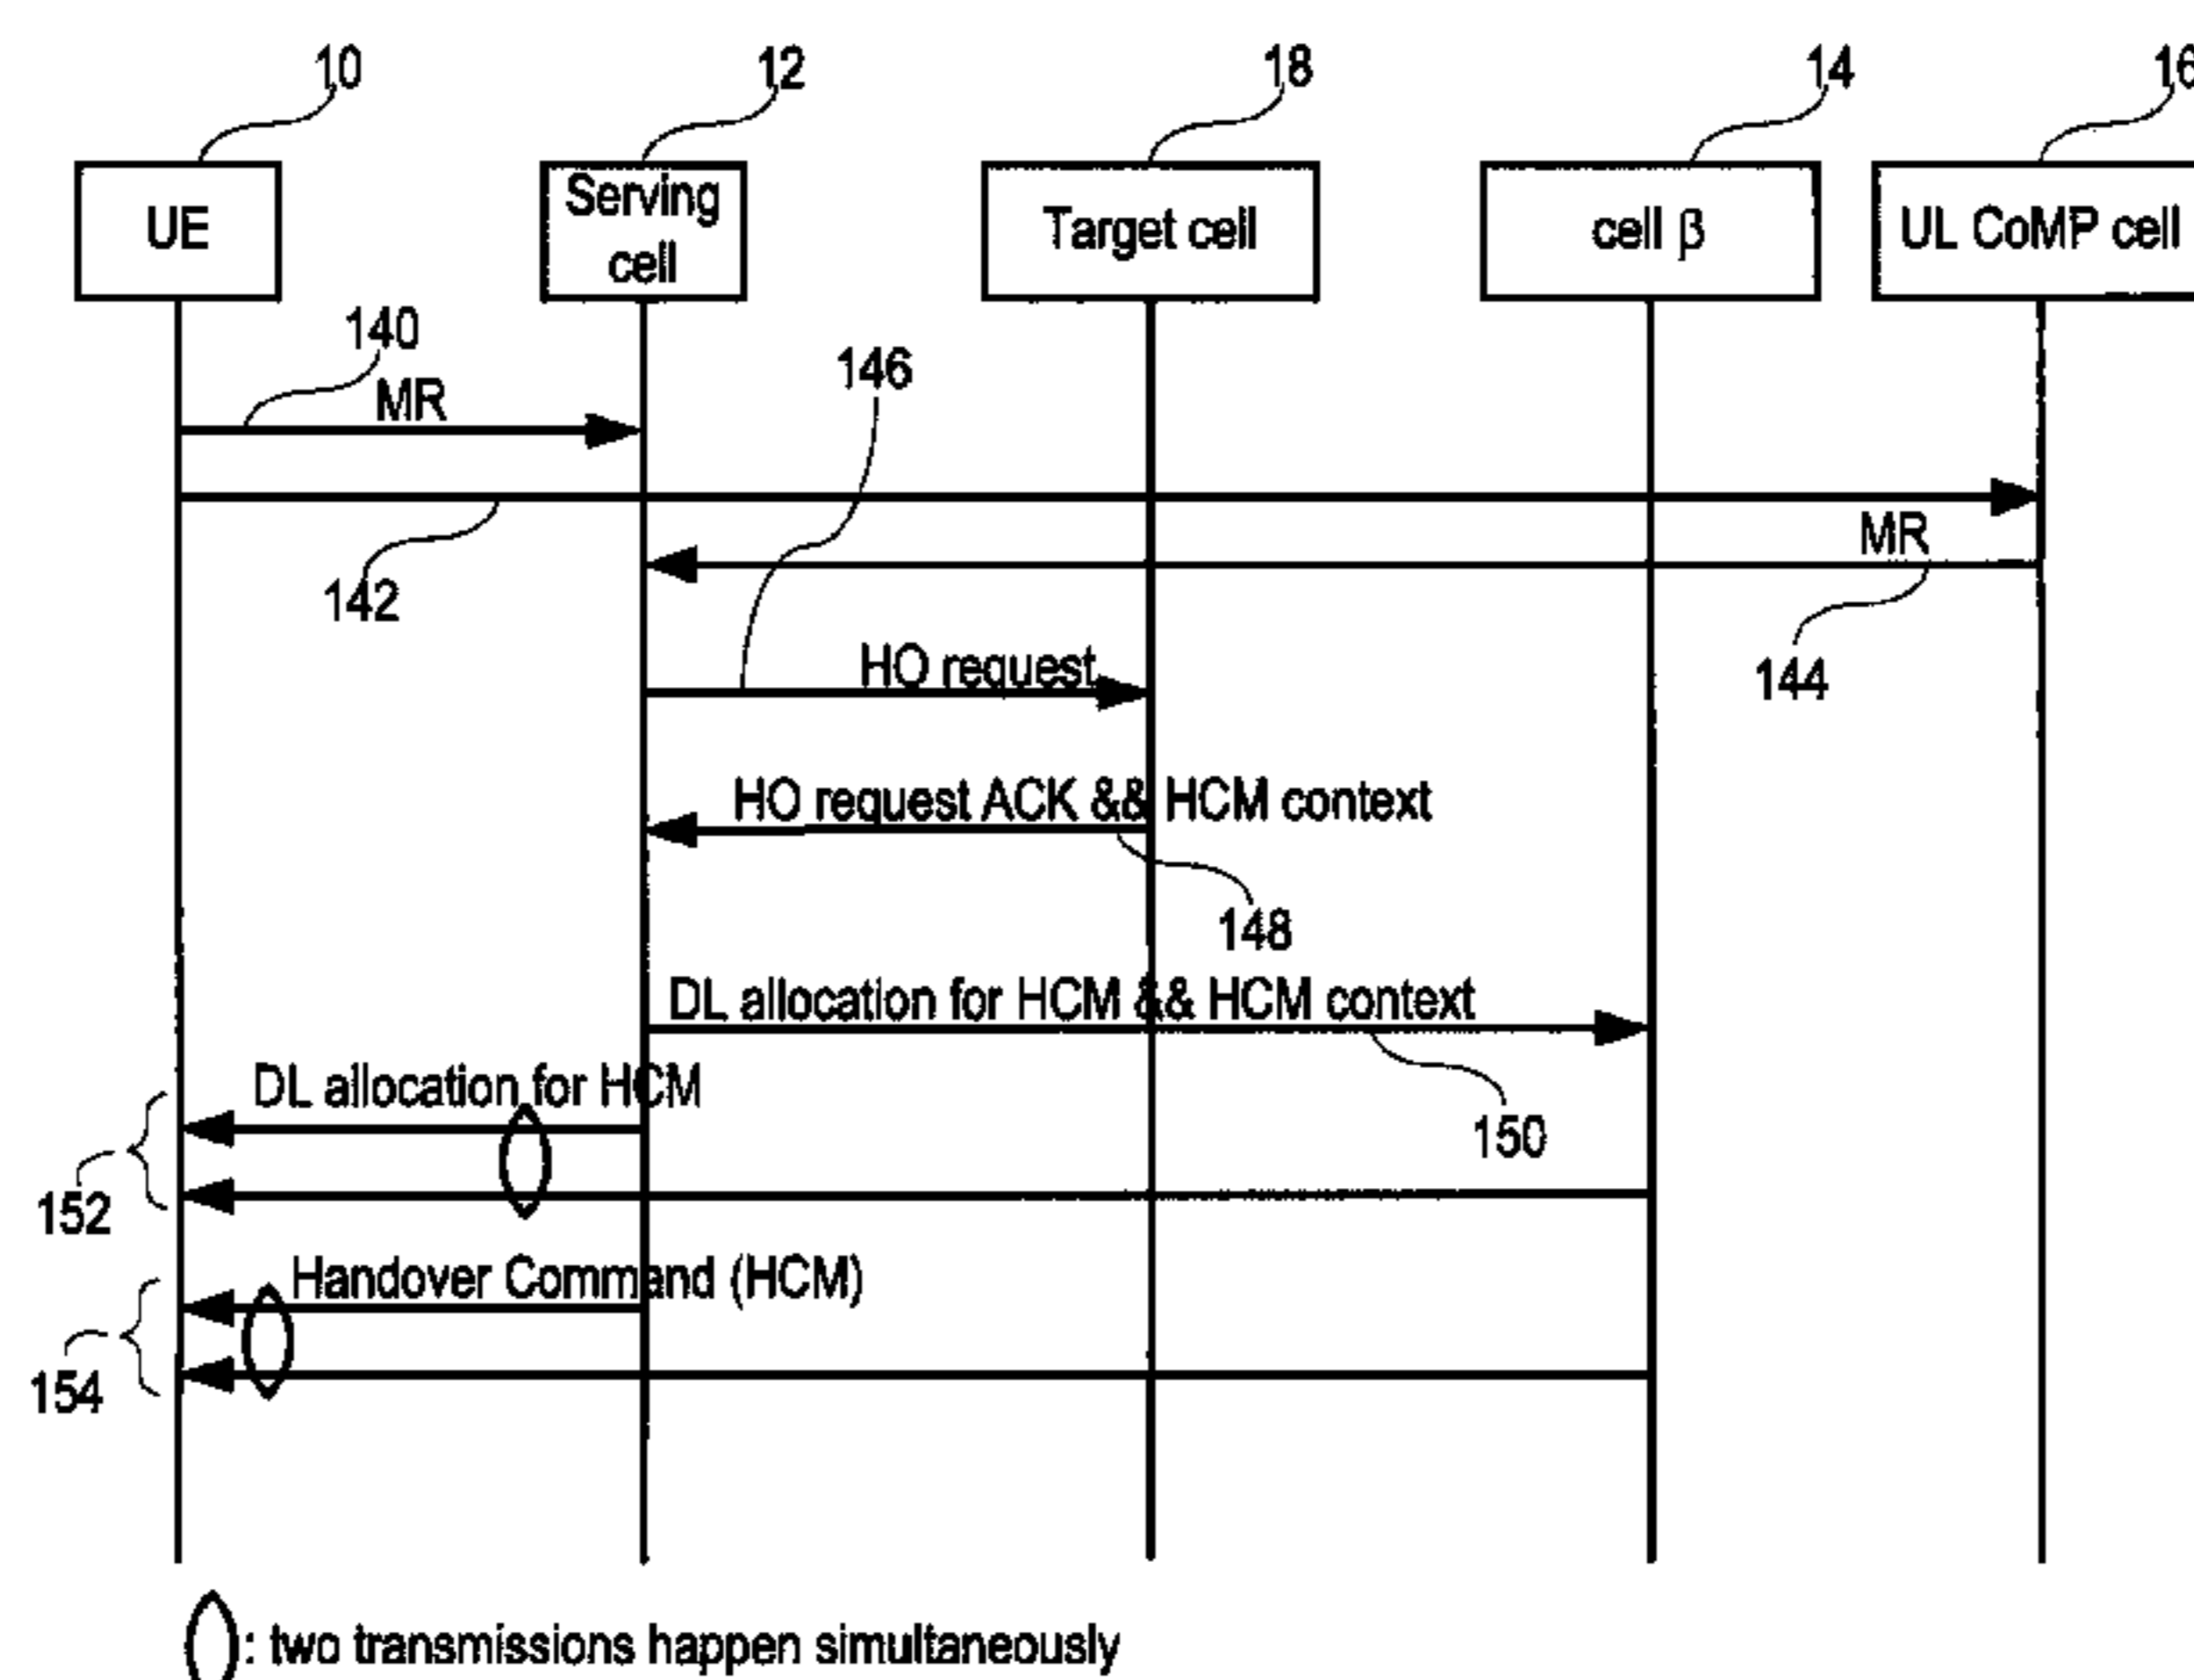 10
12
18
14
16
UE
Serving
cell
Target cell
cell β
UL CoMP cell
140
MR
146
MR
142
144
HO request
HO request ACK && HCM context
148
DL allocation for HCM && HCM context
DL allocation for HCM
150
152
Handover Command (HCM)
154
: two transmissions happen simultaneously